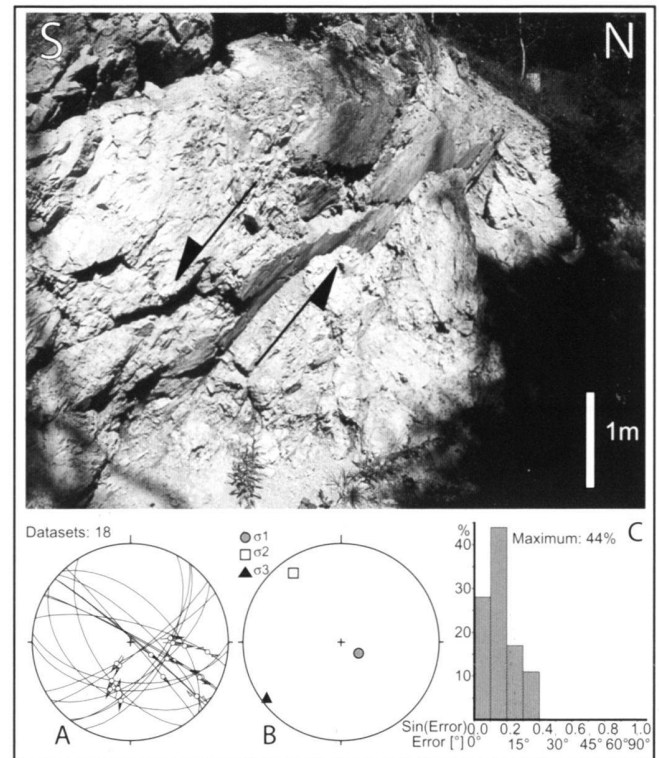 S N
1m
Datasets: 18
σ1
σ2
σ3
A
B
%
40
30
20
10
Maximum: 44%
C
Sin(Error) 0.0 0.2 0.4 0.6 0.8 1.0
Error [°] 0° 15° 30° 45° 60° 90°